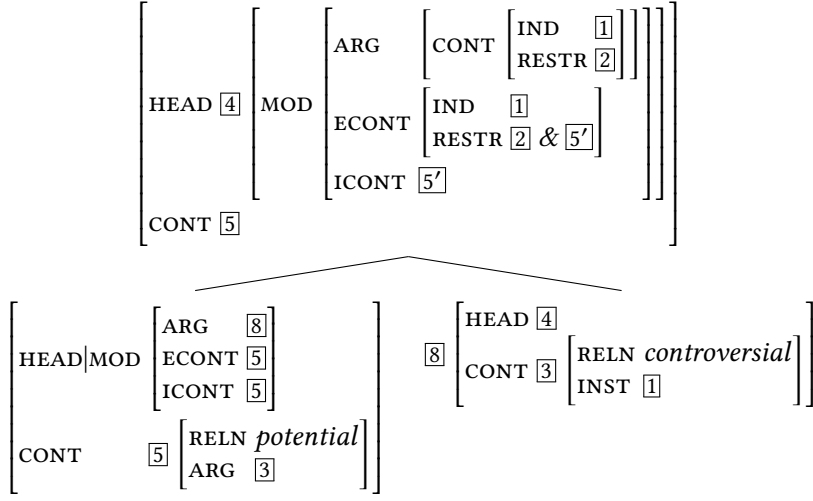 IND 1
ARG CONT RESTR 2
HEAD 4 MOD ECONT IND 1
RESTR 2 & 5′
ICONT 5′
CONT 5
HEAD|MOD ARG 8
ECONT 5
ICONT 5
CONT 5 RELN potential
ARG 3
8 HEAD 4
CONT 3 RELN controversial
INST 1